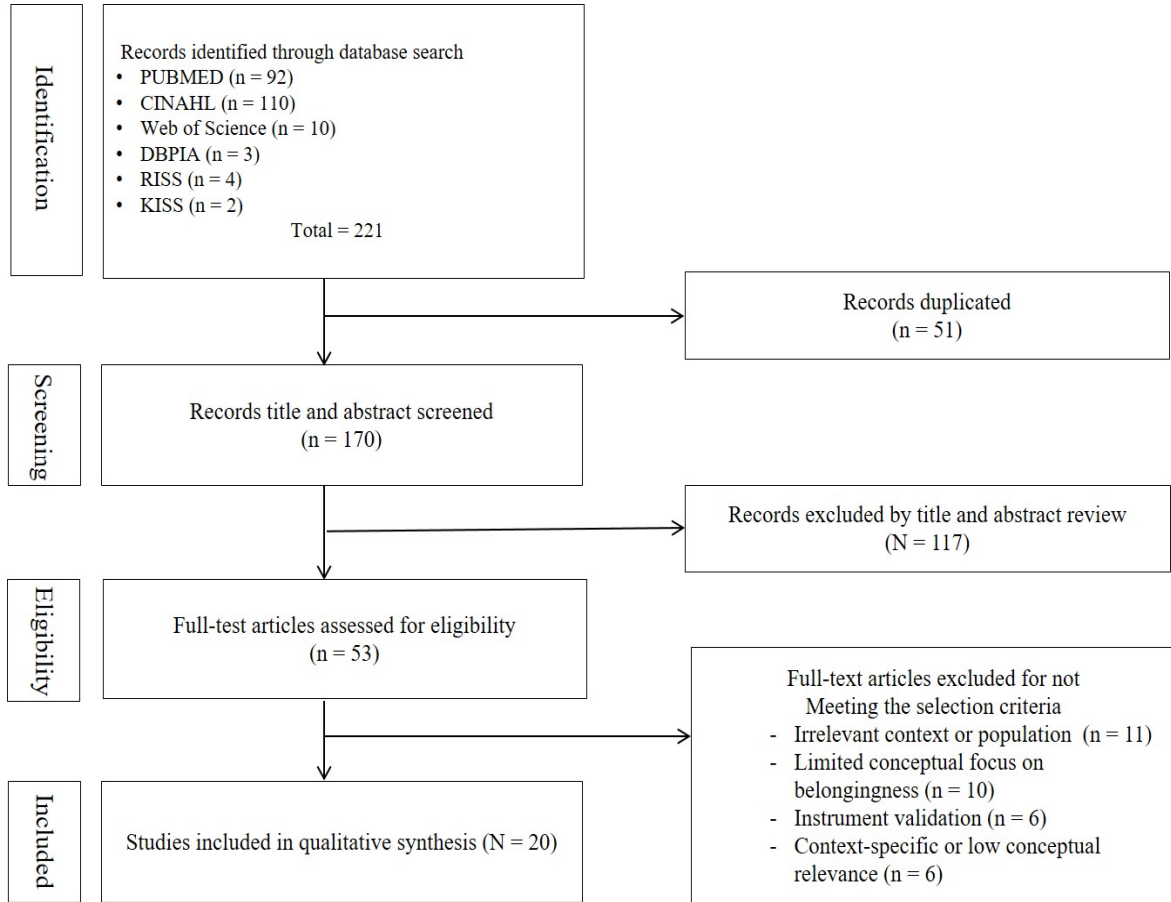 Identification
Records identified through database search
• PUBMED (n = 92)
• CINAHL (n = 110)
• Web of Science (n = 10)
• DBPIA (n = 3)
• RISS (n = 4)
• KISS (n = 2)
Total = 221
Records duplicated
(n = 51)
Screening
Records title and abstract screened
(n = 170)
Records excluded by title and abstract review
(N = 117)
Eligibility
Full-test articles assessed for eligibility
(n = 53)
Full-text articles excluded for not
Meeting the selection criteria
- Irrelevant context or population (n = 11)
- Limited conceptual focus on
belongingness (n = 10)
- Instrument validation (n = 6)
- Context-specific or low conceptual
relevance (n = 6)
Included
Studies included in qualitative synthesis (N = 20)